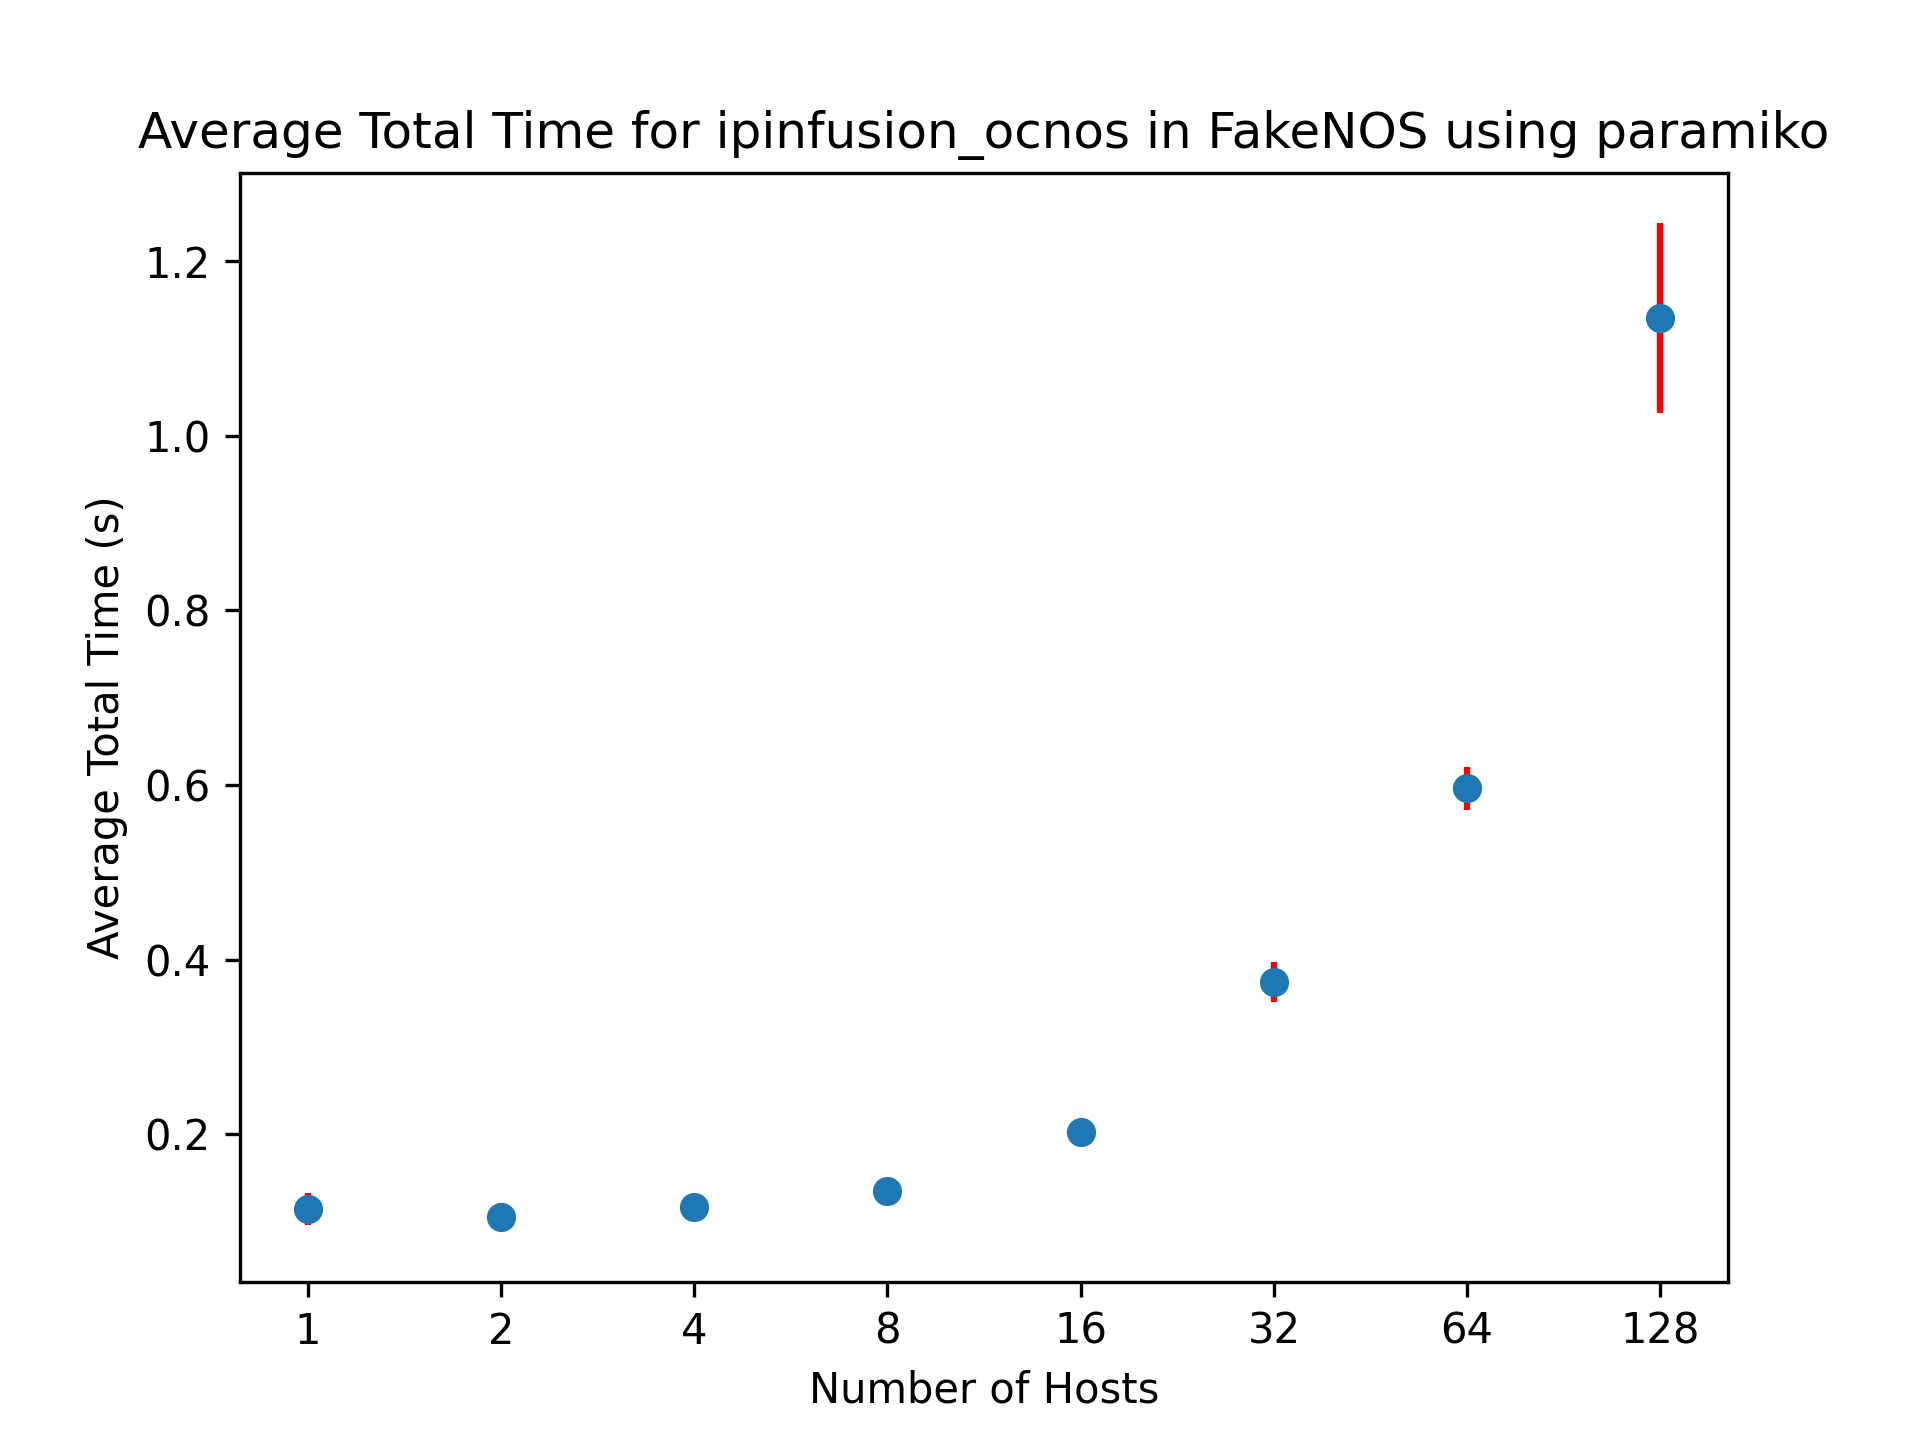 Average Total Time for ipinfusion_ocnos in FakeNOS using paramiko
1.2
1.0
0.8
0.6
0.4
0.2
Average Total Time (s)
1 2 4 8 16 32 64 128
Number of Hosts